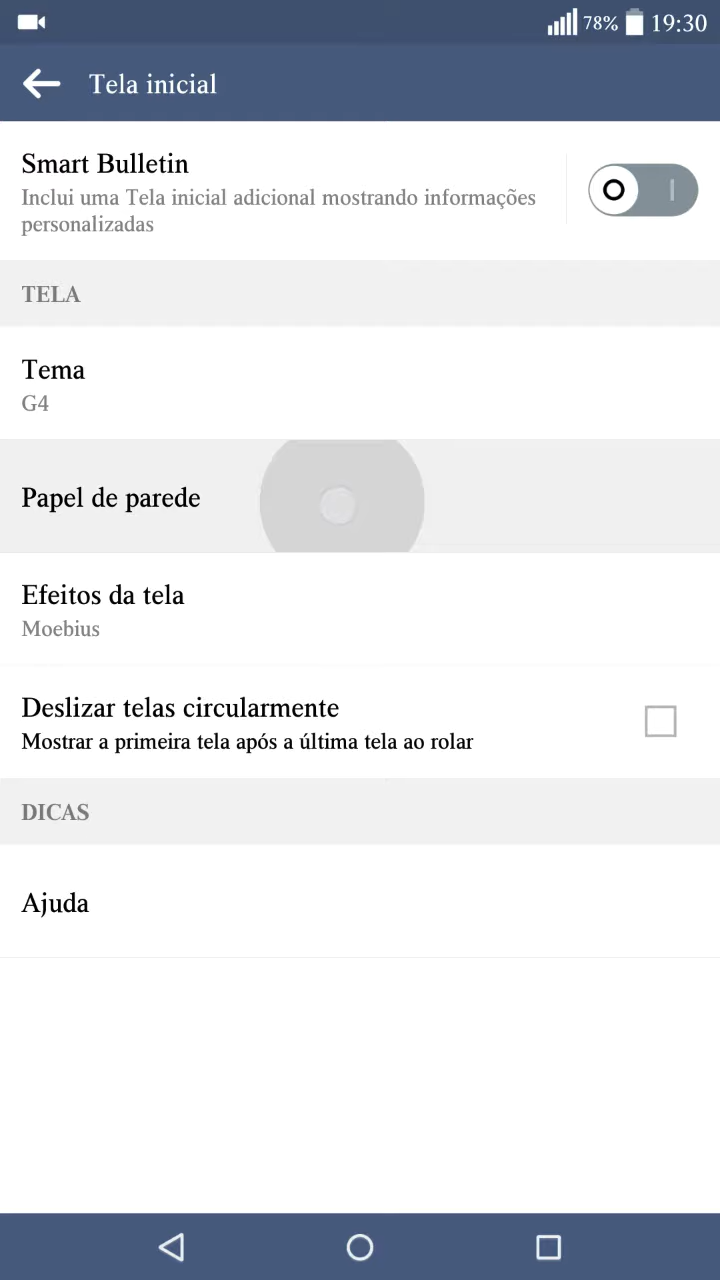 78% 19:30
Tela inicial
Smart Bulletin
Inclui uma Tela inicial adicional mostrando informações
personalizadas
TELA
Tema
G4
Papel de parede
Efeitos da tela
Moebius
Deslizar telas circularmente
Mostrar a primeira tela após a última tela ao rolar
DICAS
Ajuda